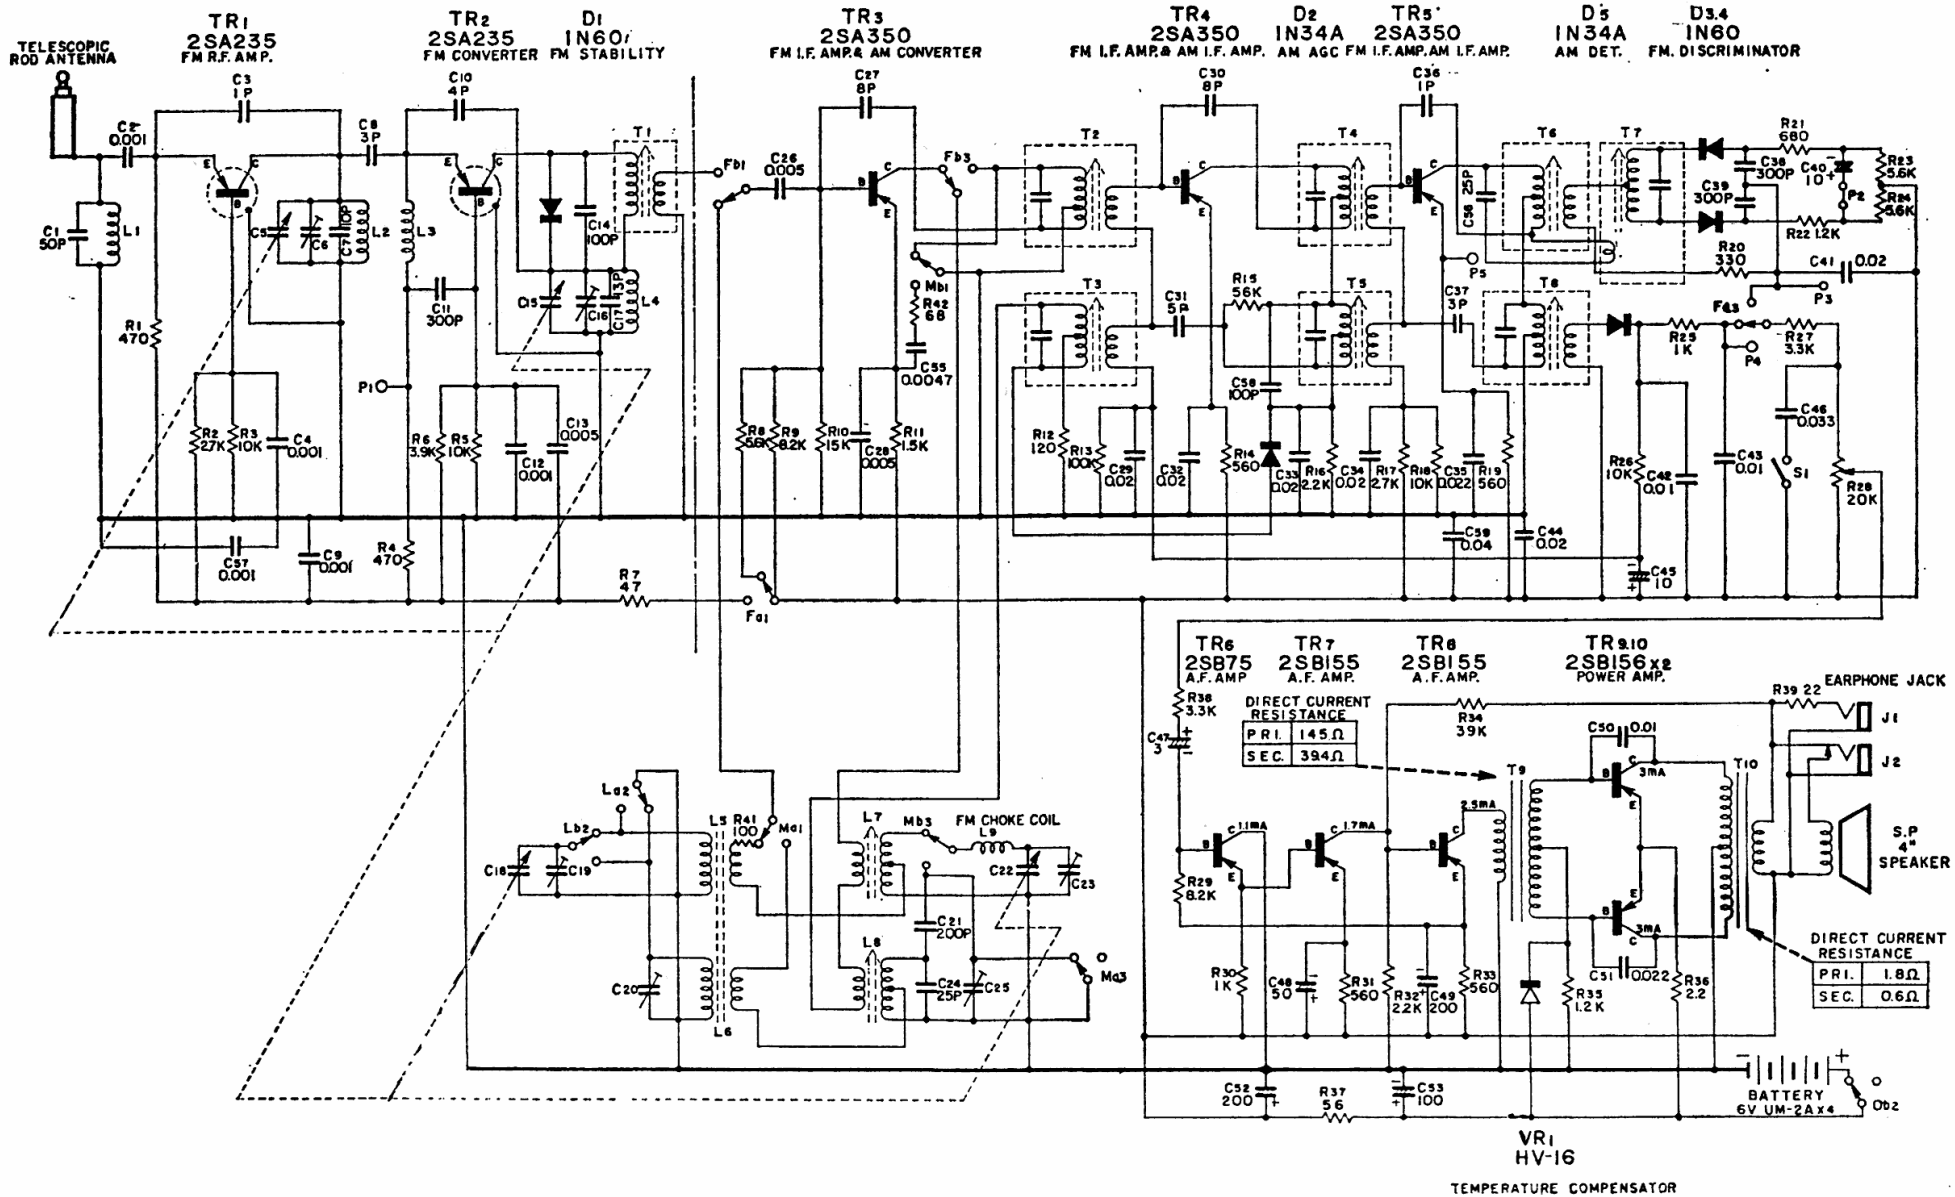 TELESCOPIC
ROD ANTENNA
TR1
2SA235
FM R.F. AMP.
TR2
2SA235
FM CONVERTER
D1
1N60
FM STABILITY
TR3
2SA350
FM I.F. AMP. & AM CONVERTER
TR4
2SA350
FM I.F. AMP. & AM I.F. AMP.
D2
1N34A
AM AGC
TR5
2SA350
FM I.F. AMP. AM I.F. AMP.
D5
1N34A
AM DET.
D3.4
1N60
FM. DISCRIMINATOR
C3
1P
C10
4P
C27
8P
C30
8P
C36
1P
R21
680
C2
0.001
C8
3P
T1
Fb1
C26
0.005
Fb3
T2
T4
T6
T7
C38
300P
C40
10
+
P2
R23
5.6K
R24
5.6K
C39
300P
R22 1.2K
E
C
B
E
C
B
B
C
E
B
C
E
B
C
E
C56
25P
C1
50P
L1
C5
C6
C7
10P
L2
L3
C14
100P
C11
300P
C15
C16
C17
13P
L4
R1
470
P1
Mb1
R42
68
C55
0.0047
T3
C31
5P
R15
56K
T5
C37
3P
P5
T8
R20
330
C41
0.02
P3
Fa3
R25
1K
P4
R27
3.3K
C58
100P
R2
2.7K
R3
10K
C4
0.001
R6
3.9K
R5
10K
C12
0.001
C13
0.005
R8
5.6K
R9
8.2K
R10
15K
C28
0.005
R11
1.5K
R12
120
R13
100K
C29
0.02
C32
0.02
R14
560
C33
0.02
R16
2.2K
C34
0.02
R17
2.7K
R18
10K
C35
0.022
R19
560
R26
10K
C42
0.01
C43
0.01
C46
0.033
S1
R28
20K
C57
0.001
C9
0.001
R4
470
R7
47
Fa1
C59
0.04
C44
0.02
C45
10
TR6
2SB75
A.F. AMP
TR7
2SB155
A.F. AMP.
TR8
2SB155
A.F. AMP.
TR9.10
2SB156x2
POWER AMP.
EARPHONE JACK
R39 22
J1
J2
R38
3.3K
C47
3
DIRECT CURRENT
RESISTANCE
PRI. 145Ω
SEC. 39.4Ω
R34
39K
C50 0.01
T9
T10
C
3mA
B
E
La2
Lb2
L5
R41
100
Ma1
L7
Mb3
FM CHOKE COIL
L9
C18
C19
C22
C23
C 1.1mA
B
E
C 1.7mA
B
E
2.5mA
C
B
E
S.P
4"
SPEAKER
R29
8.2K
E
B
3mA
C
C21
200P
L8
C20
C24
25P
C25
Ma3
L6
R30
1K
C48
50
R31
560
R32
22K
C49
200
R33
560
C51 0.022
R35
1.2K
R36
2.2
DIRECT CURRENT
RESISTANCE
PRI. 1.8Ω
SEC. 0.6Ω
C52
200
R37
56
C53
100
BATTERY
6V UM-2A x 4
Ob2
VR1
HV-16
TEMPERATURE COMPENSATOR